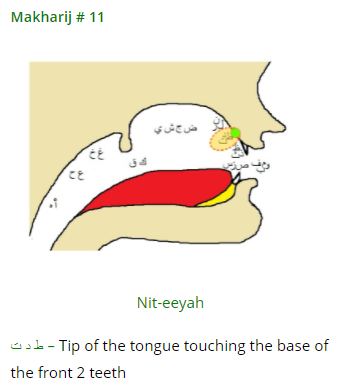 Makharij # 11
ض ج ش ي
غ خ
ق ك
ص ز س
ع ح
أ ه
Nit-eeyah
ط د ت – Tip of the tongue touching the base of
the front 2 teeth